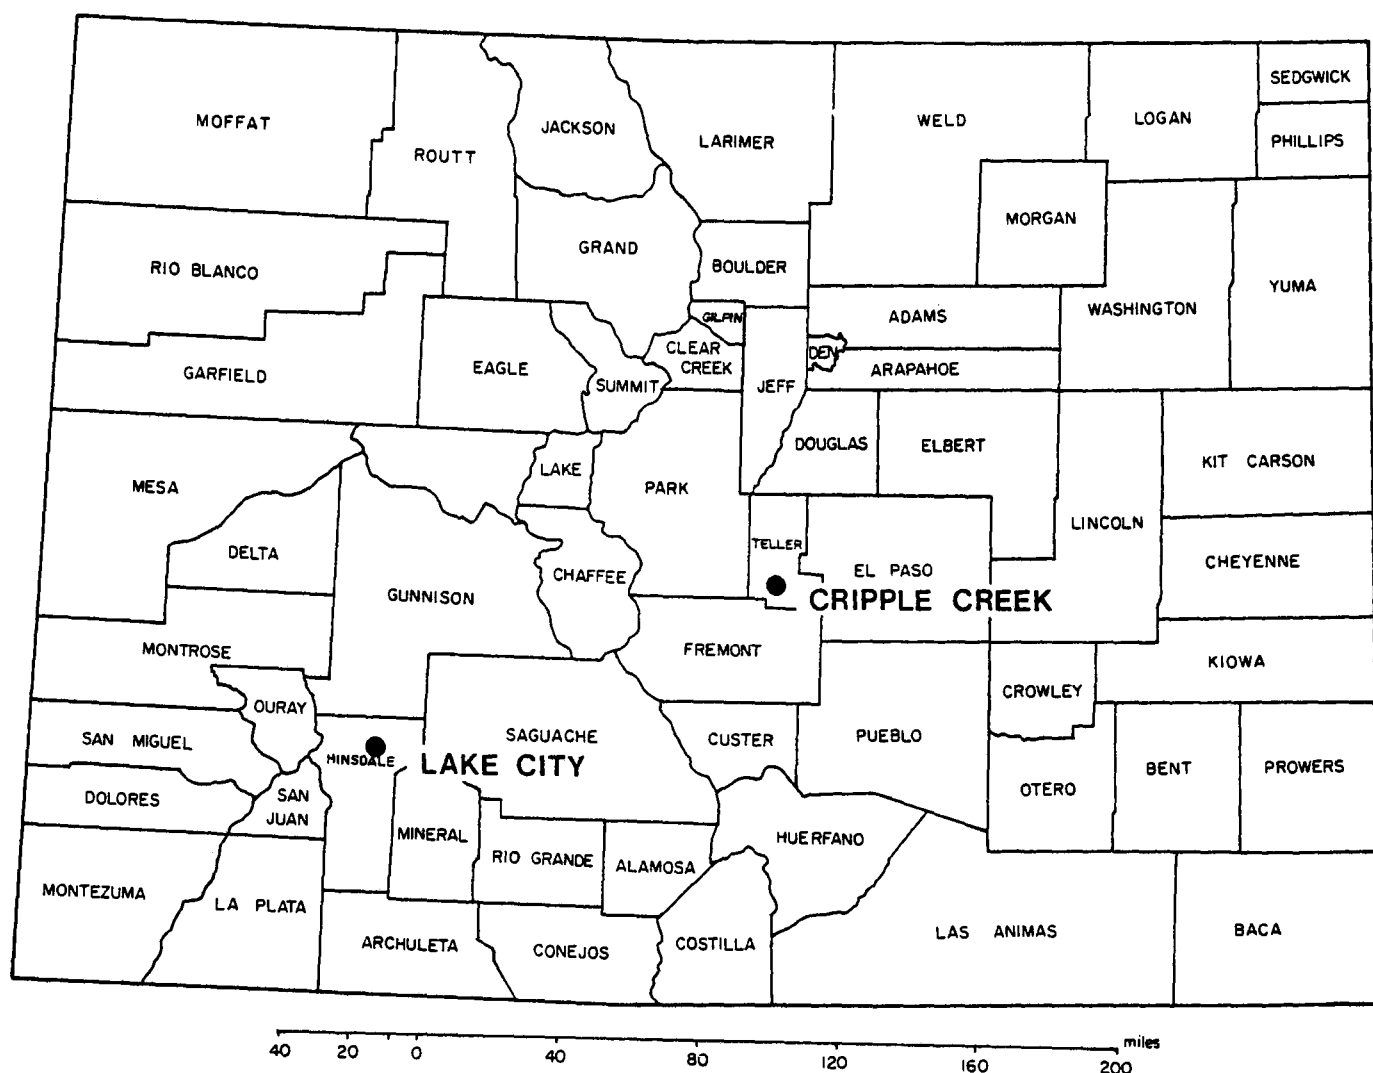 SEDGWICK
MOFFAT
JACKSON
LARIMER
WELD
LOGAN
PHILLIPS
ROUTT
MORGAN
GRAND
RIO BLANCO
BOULDER
YUMA
GILPIN
ADAMS
WASHINGTON
CLEAR
CREEK
DEN
EAGLE
GARFIELD
SUMMIT
JEFF
ARAPAHOE
DOUGLAS
ELBERT
LAKE
KIT CARSON
MESA
PARK
LINCOLN
DELTA
TELLER
CHEYENNE
CHAFFEE
EL PASO
GUNNISON
CRIPPLE CREEK
MONTROSE
FREMONT
KIOWA
CROWLEY
OURAY
SAN MIGUEL
SAGUACHE
CUSTER
PUEBLO
HINSDALE
LAKE CITY
BENT
PROWERS
DOLORES
SAN
JUAN
OTERO
MINERAL
HUERFANO
RIO GRANDE
ALAMOSA
MONTEZUMA
LA PLATA
ARCHULETA
CONEJOS
COSTILLA
LAS ANIMAS
BACA
40 20 0 40 80 120 160 200 miles